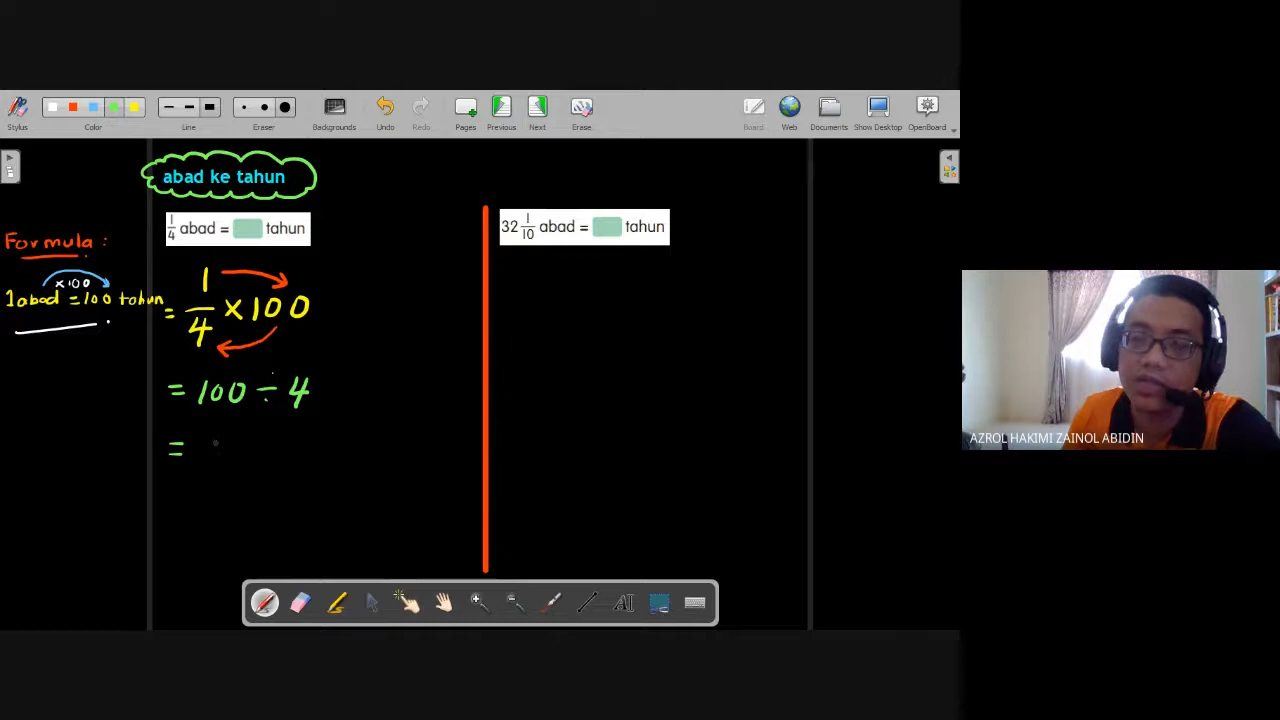 Stylus Color Line Eraser Backgrounds Undo Redo Pages Previous Next Erase Board Web Documents Show Desktop OpenBoard
abad ke tahun
Formula :
×100
1 abad = 100 tahun
1/4 abad = tahun
= 1/4 × 100
= 100 ÷ 4
=
32 1/10 abad = tahun
AI
AZROL HAKIMI ZAINOL ABIDIN